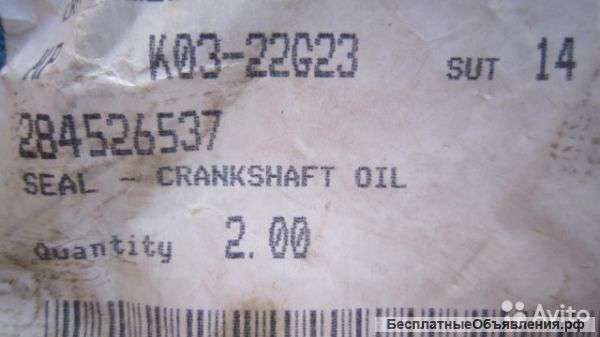 K03-22G23 SUT 14
284526537
SEAL - CRANKSHAFT OIL
Quantity 2.00
Avito
БесплатныеОбъявления.рф